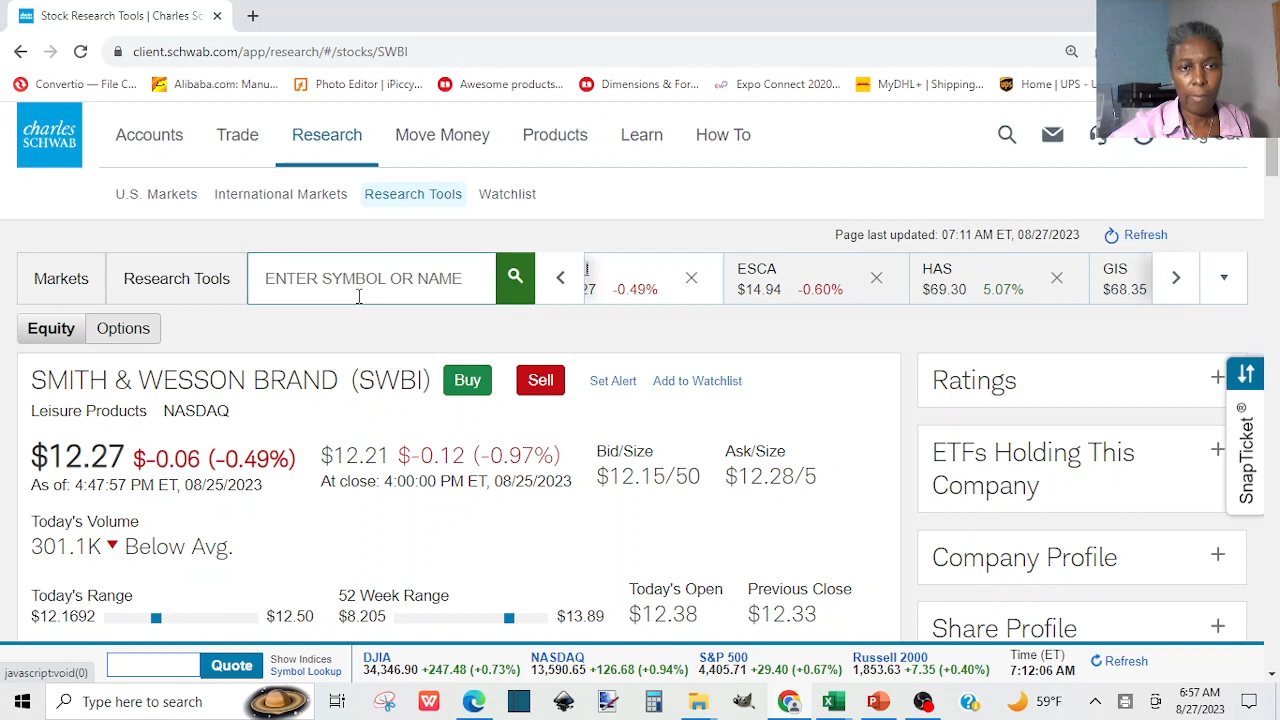 Stock Research Tools | Charles Sc
client.schwab.com/app/research/#/stocks/SWBI
Convertio — File C... Alibaba.com: Manu... Photo Editor | iFlccy... Awesome products... Dimensions & For... Expo Connect 2020... MyDHL+ | Shipping... Home | UPS - U
charles SCHWAB
Accounts Trade Research Move Money Products Learn How To
U.S. Markets International Markets Research Tools Watchlist
Page last updated: 07:11 AM ET, 08/27/2023 Refresh
Markets Research Tools ENTER SYMBOL OR NAME
-0.49%
ESCA
$14.94 -0.60%
HAS
$69.30 5.07%
GIS
$68.35
Equity Options
SMITH & WESSON BRAND (SWBI) Buy Sell Set Alert Add to Watchlist
Leisure Products NASDAQ
$12.27 $-0.06 (-0.49%)
As of: 4:47:57 PM ET, 08/25/2023
$12.21 $-0.12 (-0.97%)
At close: 4:00:00 PM ET, 08/25/2023
Bid/Size
$12.15/50
Ask/Size
$12.28/5
Today's Volume
301.1K Below Avg.
Today's Range
$12.1692 $12.50
52 Week Range
$8.205 $13.89
Today's Open
$12.38
Previous Close
$12.33
Ratings
ETFs Holding This
Company
Company Profile
Share Profile
SnapTicket®
javascript:void(0)
Quote
Show Indices
Symbol Lookup
DJIA
34,346.90 +247.48 (+0.73%)
NASDAQ
13,590.65 +126.68 (+0.94%)
S&P 500
4,405.71 +29.40 (+0.67%)
Russell 2000
1,853.63 +7.35 (+0.40%)
Time (ET)
7:12:06 AM
Refresh
Type here to search
59°F
6:57 AM
8/27/2023